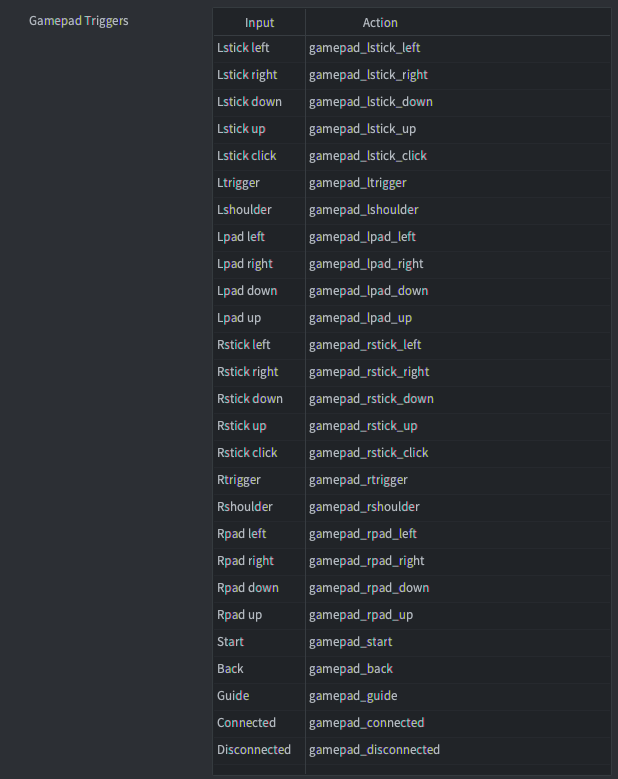 Gamepad Triggers
Input Action
Lstick left gamepad_lstick_left
Lstick right gamepad_lstick_right
Lstick down gamepad_lstick_down
Lstick up gamepad_lstick_up
Lstick click gamepad_lstick_click
Ltrigger gamepad_ltrigger
Lshoulder gamepad_lshoulder
Lpad left gamepad_lpad_left
Lpad right gamepad_lpad_right
Lpad down gamepad_lpad_down
Lpad up gamepad_lpad_up
Rstick left gamepad_rstick_left
Rstick right gamepad_rstick_right
Rstick down gamepad_rstick_down
Rstick up gamepad_rstick_up
Rstick click gamepad_rstick_click
Rtrigger gamepad_rtrigger
Rshoulder gamepad_rshoulder
Rpad left gamepad_rpad_left
Rpad right gamepad_rpad_right
Rpad down gamepad_rpad_down
Rpad up gamepad_rpad_up
Start gamepad_start
Back gamepad_back
Guide gamepad_guide
Connected gamepad_connected
Disconnected gamepad_disconnected